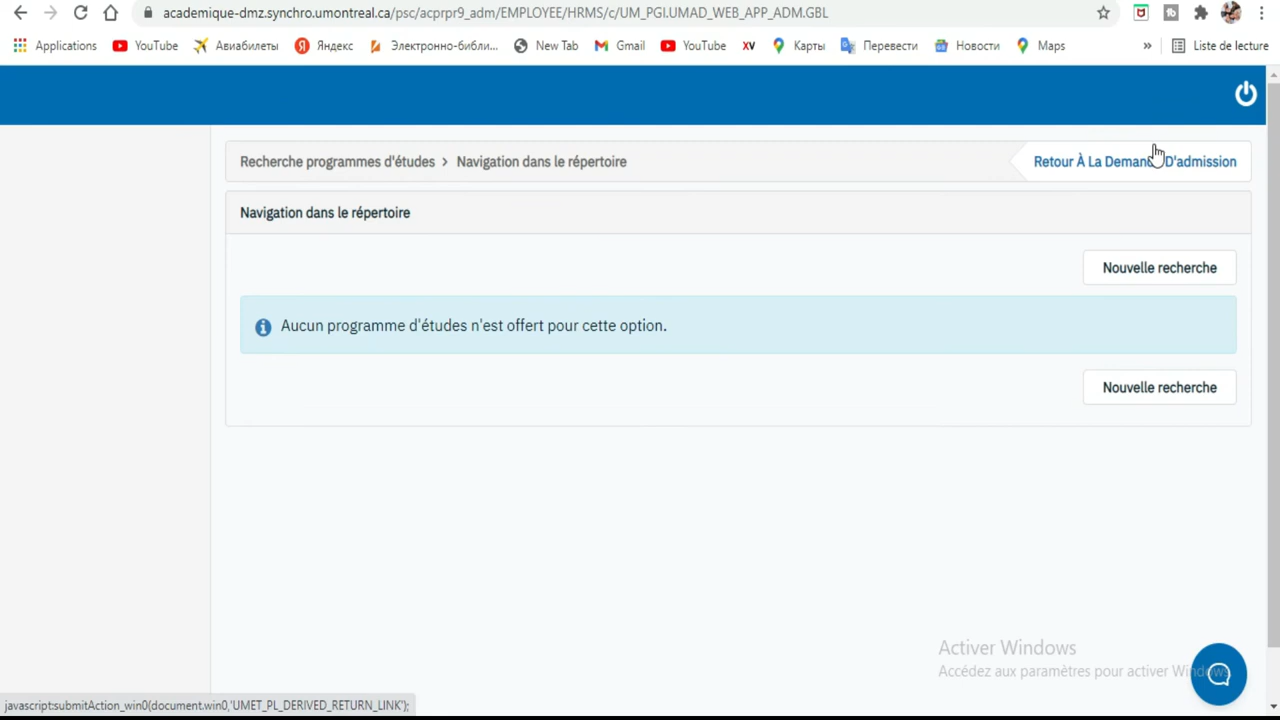 academique-dmz.synchro.umontreal.ca/psc/acprpr9_adm/EMPLOYEE/HRMS/c/UM_PGI.UMAD_WEB_APP_ADM.GBL
Applications YouTube Авиабилеты Я Яндекс Электронно-библи... New Tab Gmail YouTube XV Карты Перевести Новости Maps » Liste de lecture
Recherche programmes d'études > Navigation dans le répertoire Retour À La Demande D'admission
Navigation dans le répertoire
Nouvelle recherche
Aucun programme d'études n'est offert pour cette option.
Nouvelle recherche
Activer Windows
Accédez aux paramètres pour activer Windows.
javascript:submitAction_win0(document.win0,'UMET_PL_DERIVED_RETURN_LINK');